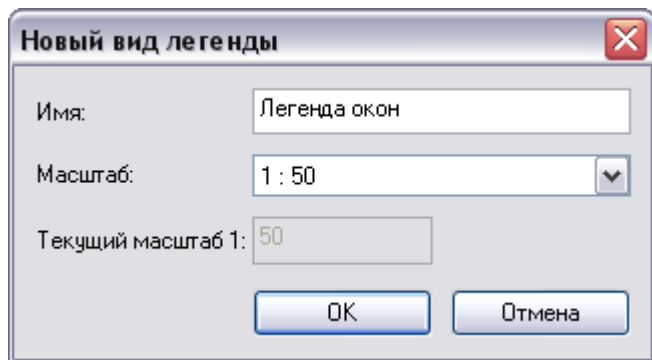 Новый вид легенды
Имя: Легенда окон
Масштаб: 1 : 50
Текущий масштаб 1: 50
OK Отмена